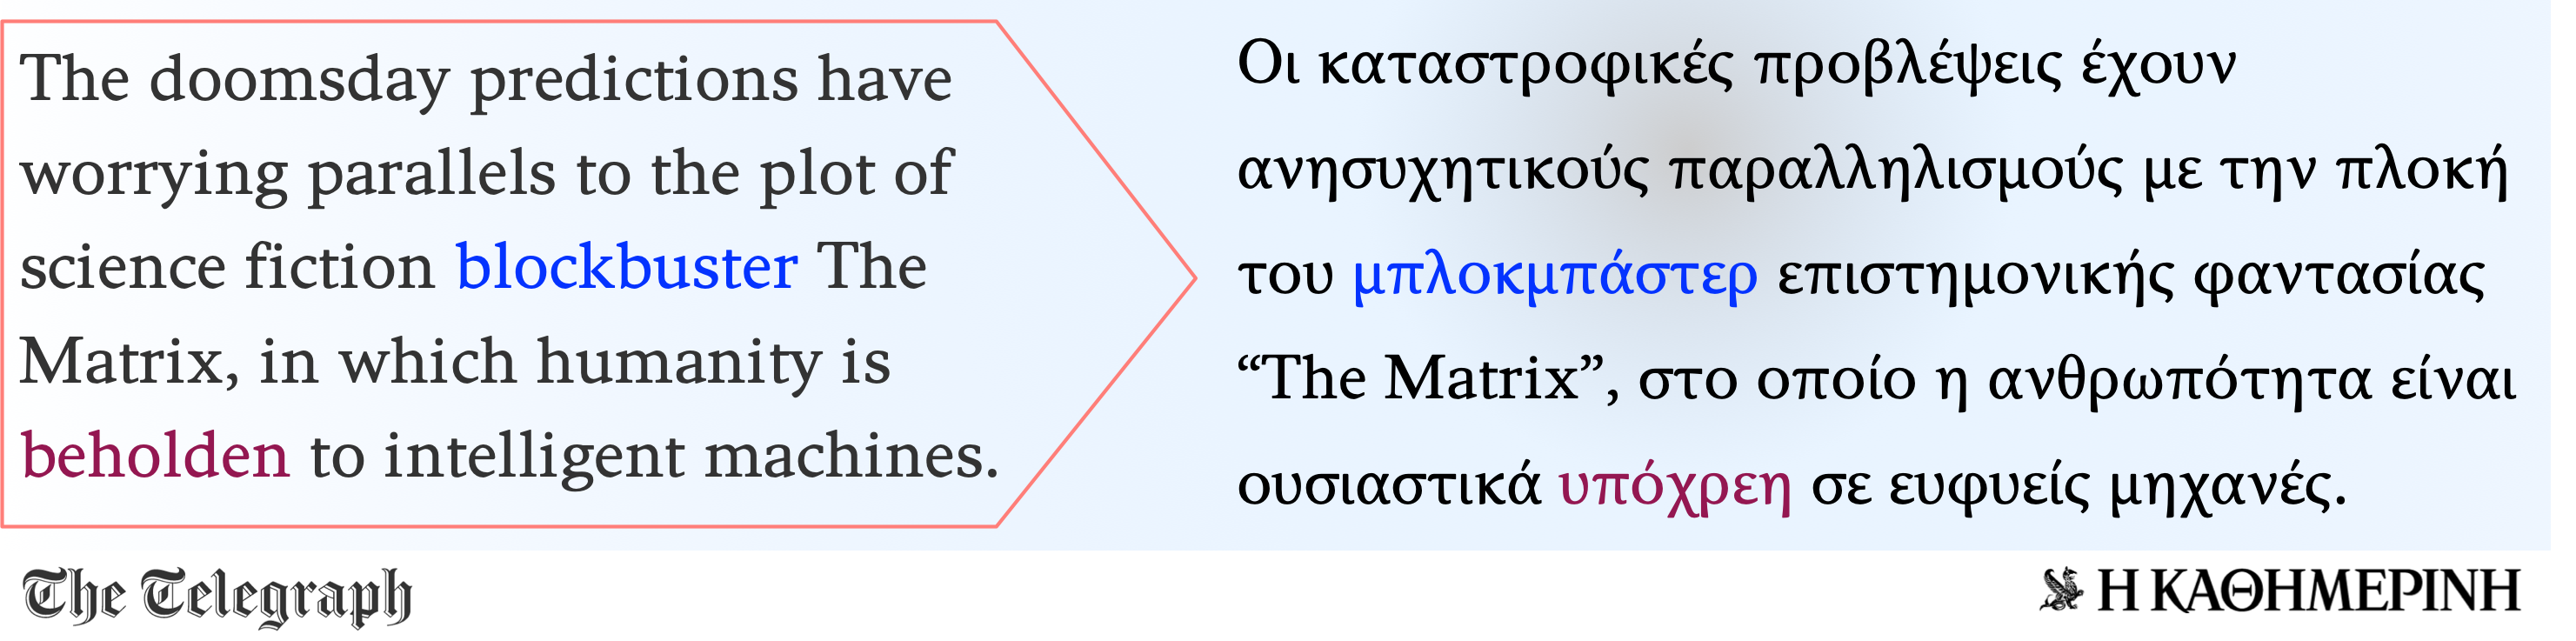 The doomsday predictions have
worrying parallels to the plot of
science fiction blockbuster The
Matrix, in which humanity is
beholden to intelligent machines.
Οι καταστροφικές προβλέψεις έχουν
ανησυχητικούς παραλληλισμούς με την πλοκή
του μπλοκμπάστερ επιστημονικής φαντασίας
“The Matrix”, στο οποίο η ανθρωπότητα είναι
ουσιαστικά υπόχρεη σε ευφυείς μηχανές.
The Telegraph
Η ΚΑΘΗΜΕΡΙΝΗ